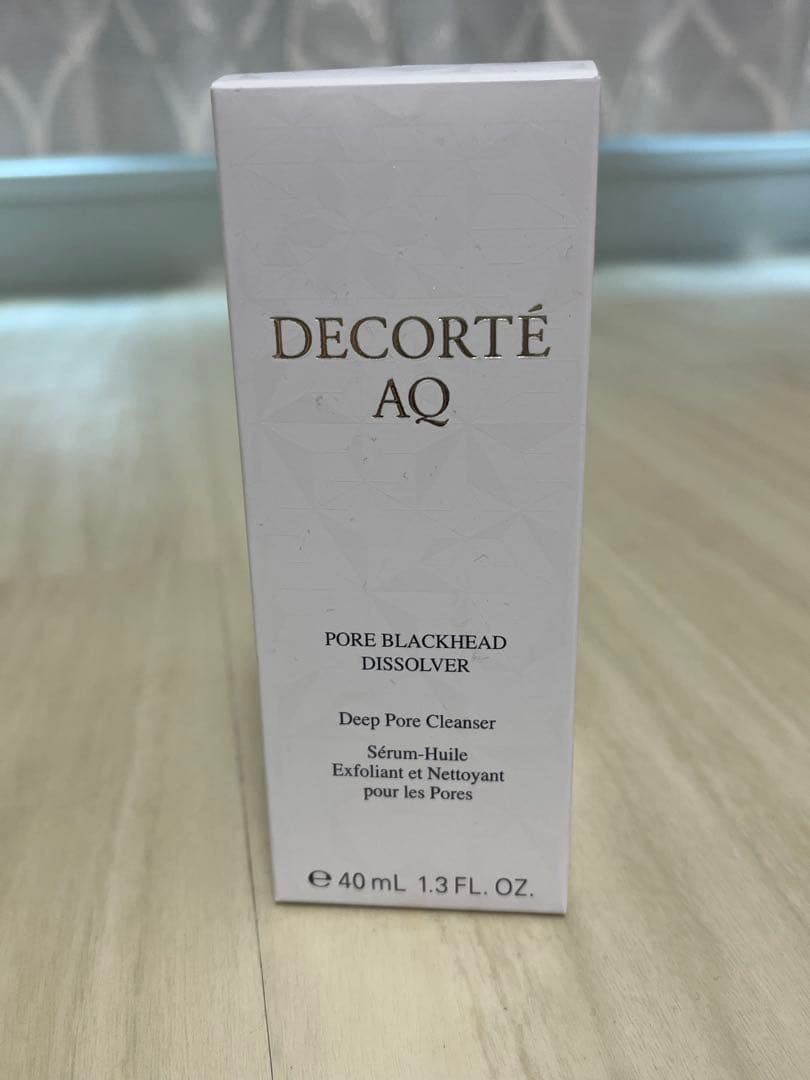 DECORTÉ
AQ
PORE BLACKHEAD
DISSOLVER
Deep Pore Cleanser
Sérum-Huile
Exfoliant et Nettoyant
pour les Pores
℮ 40 mL 1.3 FL. OZ.